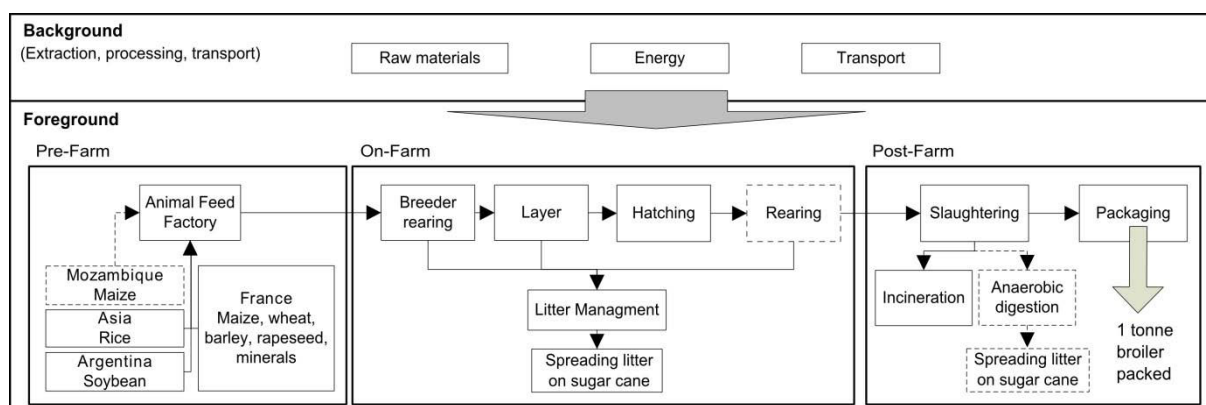 Background
(Extraction, processing, transport)
Raw materials
Energy
Transport
Foreground
Pre-Farm
On-Farm
Post-Farm
Animal Feed
Factory
Mozambique
Maize
Asia
Rice
Argentina
Soybean
France
Maize, wheat,
barley, rapeseed,
minerals
Breeder
rearing
Layer
Hatching
Rearing
Litter Managment
Spreading litter
on sugar cane
Slaughtering
Packaging
Incineration
Anaerobic
digestion
Spreading litter
on sugar cane
1 tonne
broiler
packed